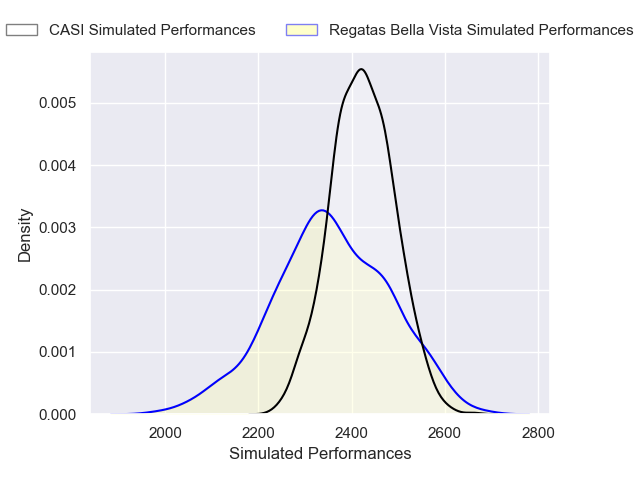 CASI Simulated Performances
Regatas Bella Vista Simulated Performances
0.005
0.004
0.003
0.002
0.001
0.000
Density
2000
2200
2400
2600
2800
Simulated Performances